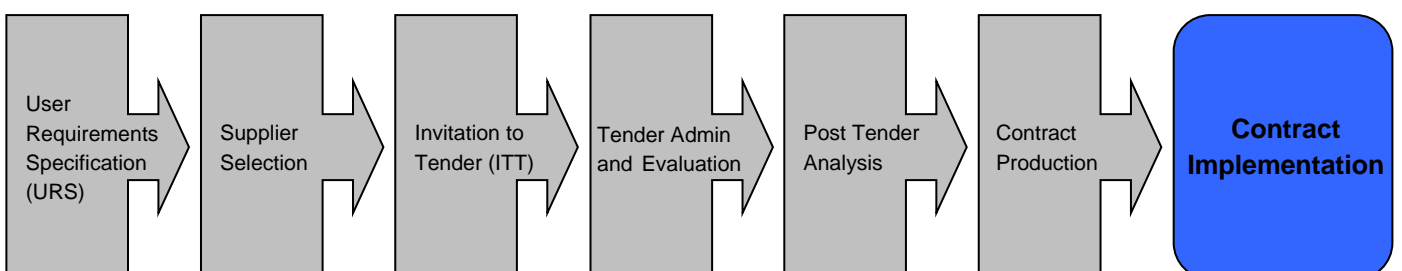 User
Requirements
Specification
(URS)
Supplier
Selection
Invitation to
Tender (ITT)
Tender Admin
and Evaluation
Post Tender
Analysis
Contract
Production
Contract
Implementation